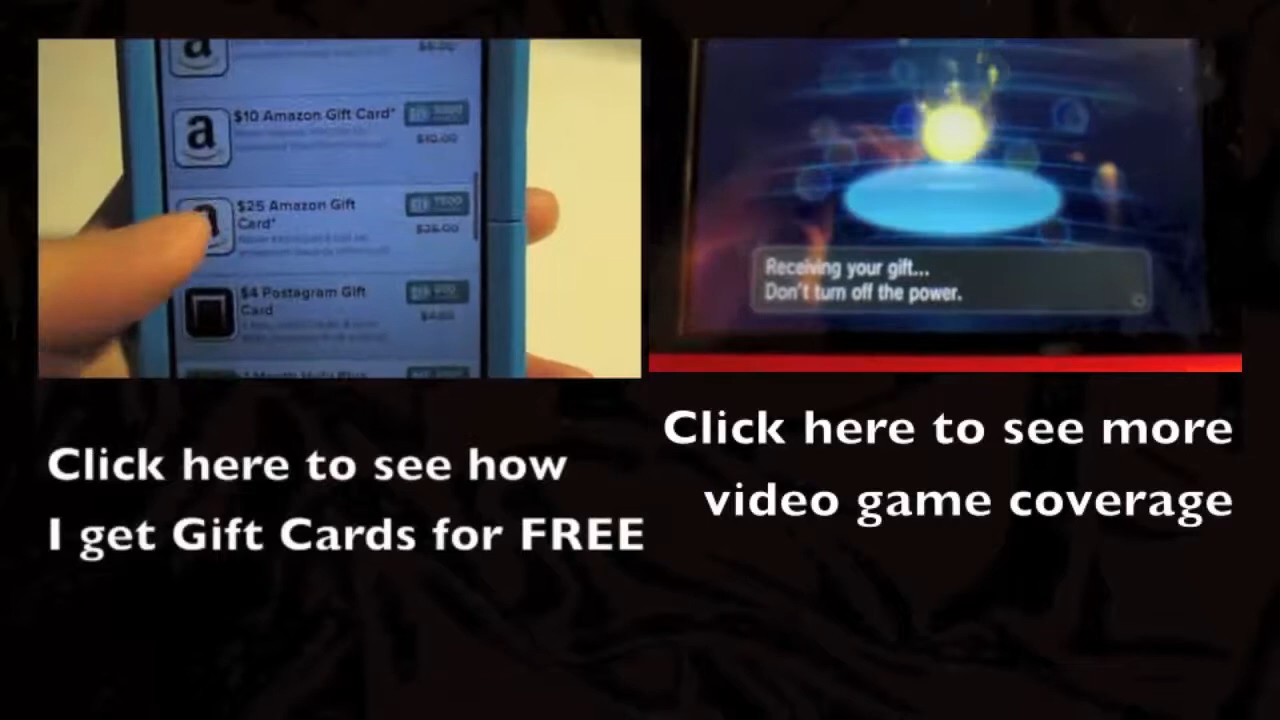 $10 Amazon Gift Card*
$10.00
$25 Amazon Gift
Card*
$25.00
$4 Postagram Gift
Card
Receiving your gift...
Don't turn off the power.
Click here to see how
I get Gift Cards for FREE
Click here to see more
video game coverage